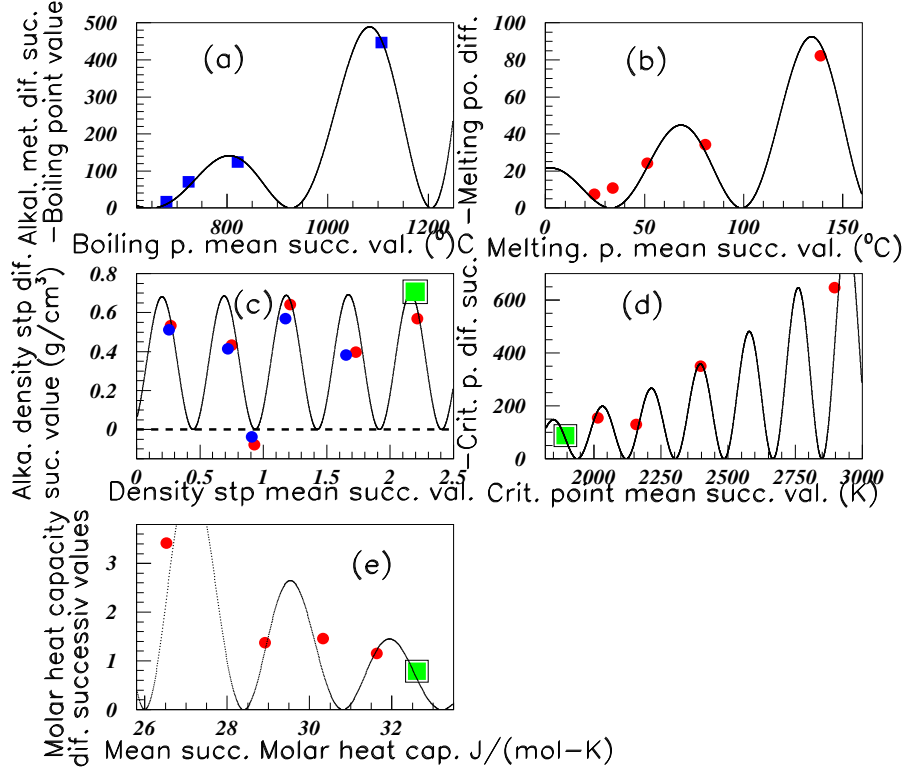 Alkal. met. dif. suc.
−Boiling point value
500
400
300
200
100
0
(a)
800
1000
1200
Boiling p. mean succ. val. (⁰)C
−Melting po. diff.
100
80
60
40
20
0
(b)
0
50
100
150
Melting. p. mean succ. val. (⁰C)
Alka. density stp dif.
suc. value (g/cm³)
0.8
0.6
0.4
0.2
0
(c)
0
0.5
1
1.5
2
2.5
Density stp mean succ. val.
−Crit. p. dif. suc.
600
400
200
0
(d)
2000
2250
2500
2750
3000
Crit. point mean succ. val. (K)
Molar heat capacity
dif. successiv values
3
2
1
0
(e)
26
28
30
32
Mean succ. Molar heat cap. J/(mol−K)